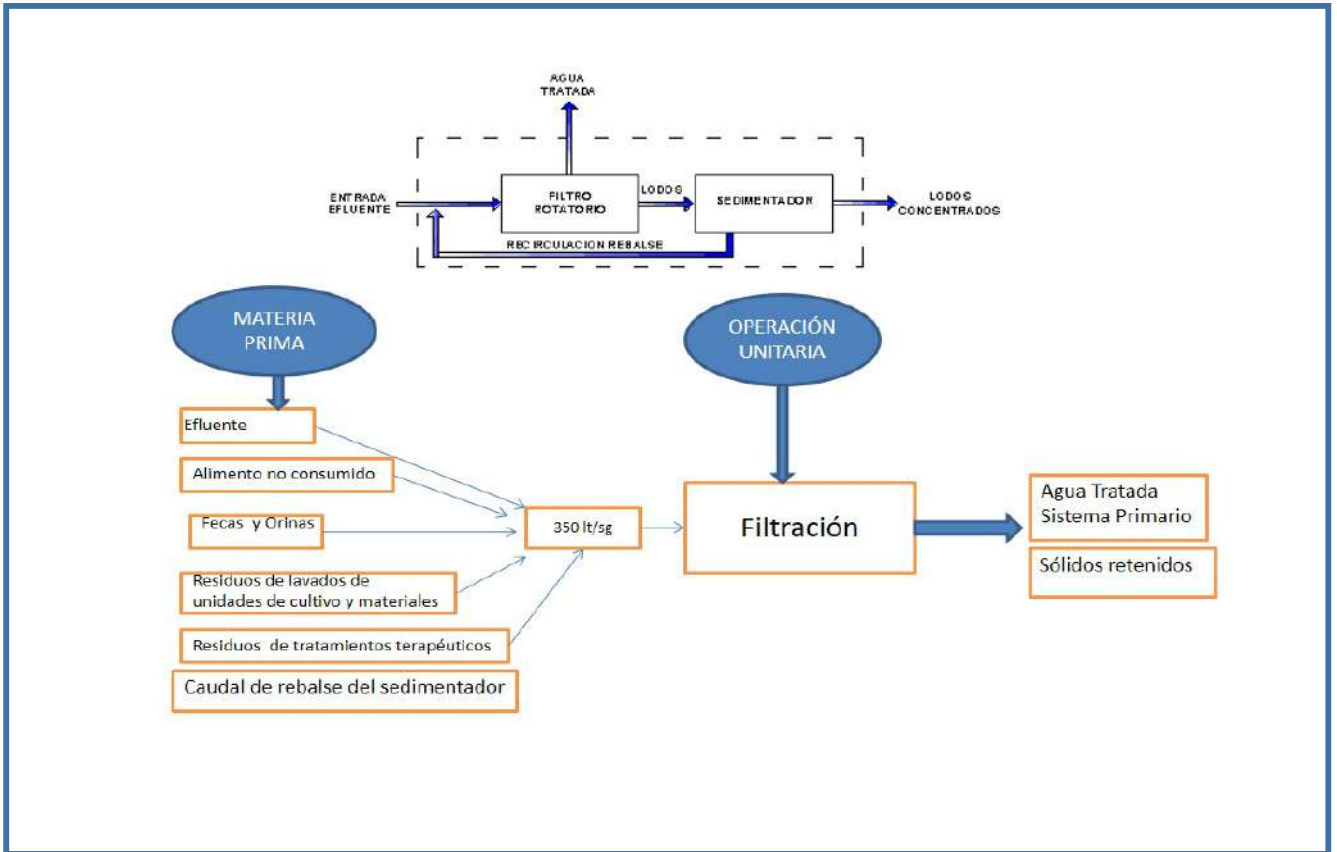 AGUA
TRATADA
ENTRADA
EFLUENTE
FILTRO
ROTATORIO
LODOS
SEDIMENTADOR
LODOS
CONCENTRADOS
RECIRCULACION REBALSE
MATERIA
PRIMA
OPERACIÓN
UNITARIA
Efluente
Alimento no consumido
Fecas y Orinas
Residuos de lavados de
unidades de cultivo y materiales
Residuos de tratamientos terapéuticos
Caudal de rebalse del sedimentador
350 lt/sg
Filtración
Agua Tratada
Sistema Primario
Sólidos retenidos